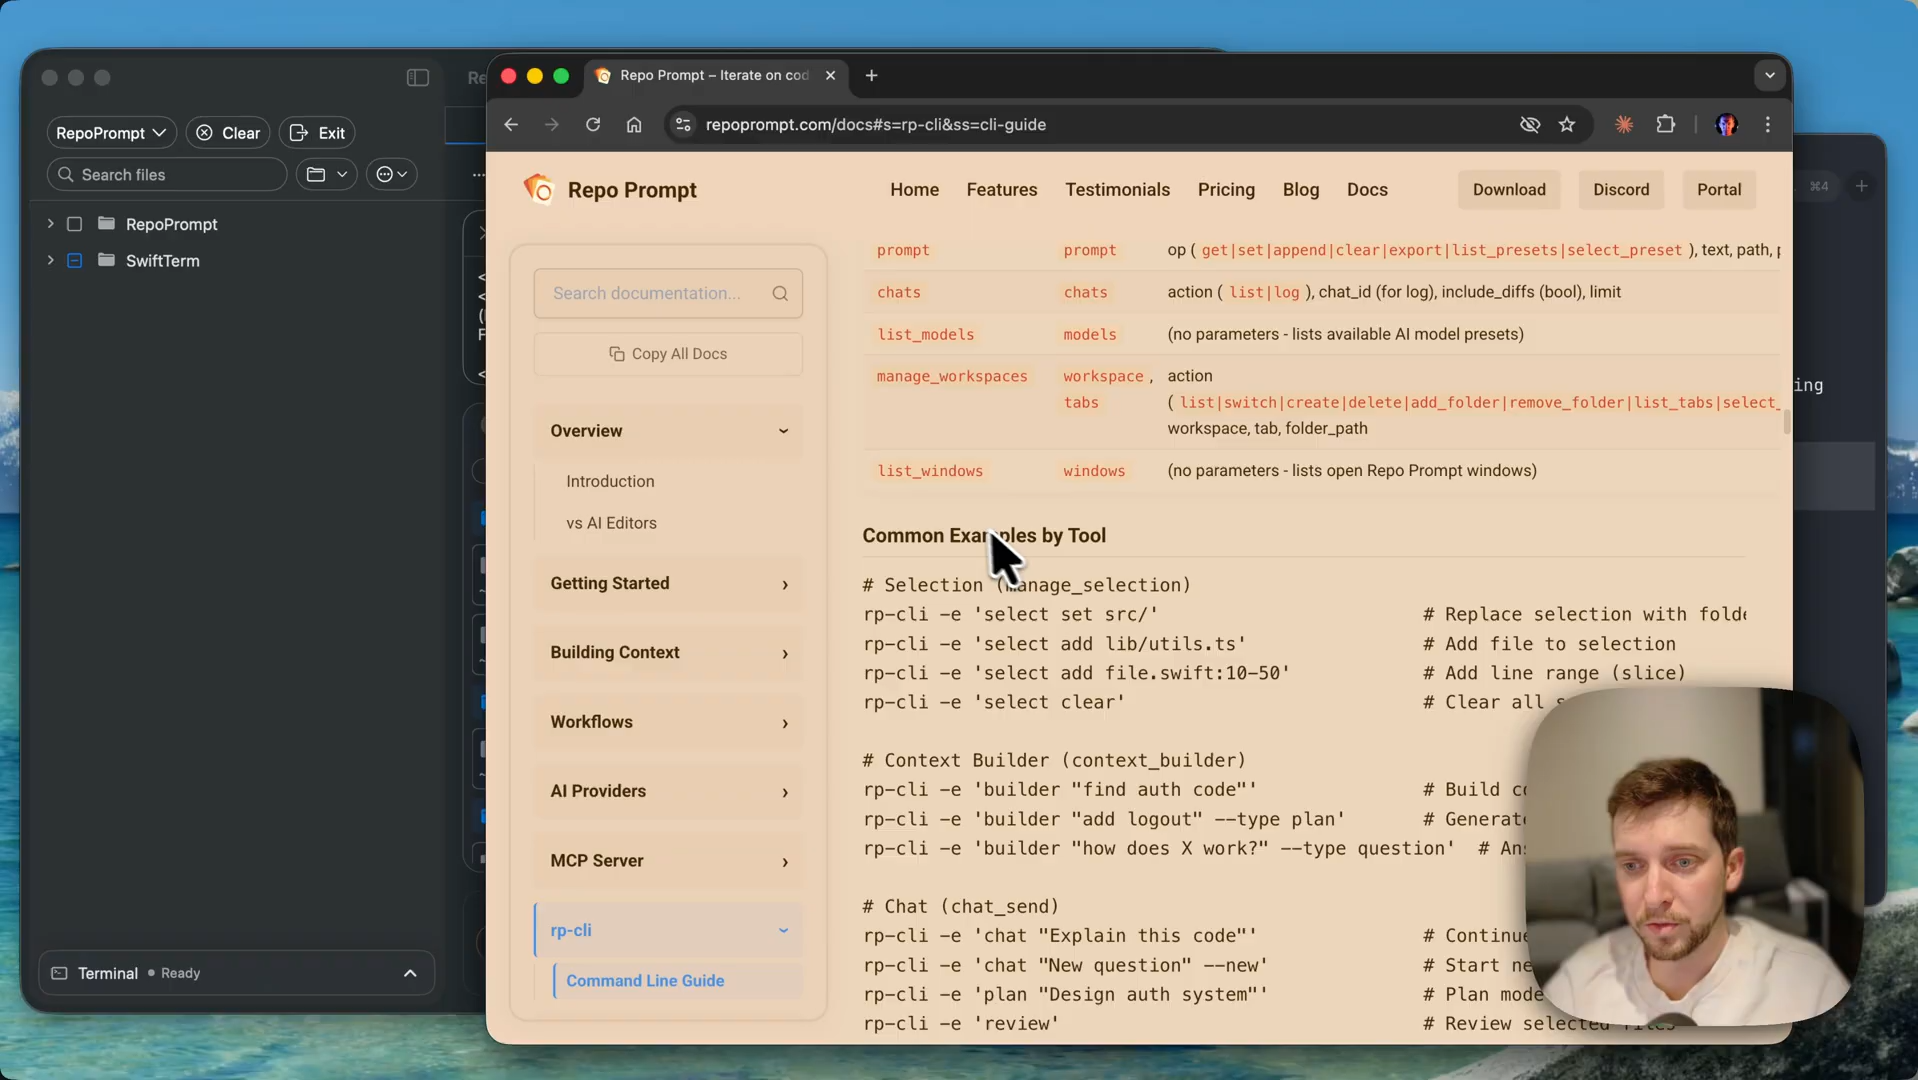 RepoPrompt
Clear
Exit
Search files
RepoPrompt
SwiftTerm
Terminal • Ready
Re
Repo Prompt – Iterate on cod
repoprompt.com/docs#s=rp-cli&ss=cli-guide
Repo Prompt
Home
Features
Testimonials
Pricing
Blog
Docs
Download
Discord
Portal
Search documentation...
Copy All Docs
Overview
Introduction
vs AI Editors
Getting Started
Building Context
Workflows
AI Providers
MCP Server
rp-cli
Command Line Guide
prompt prompt op ( get|set|append|clear|export|list_presets|select_preset ), text, path, p
chats chats action ( list|log ), chat_id (for log), include_diffs (bool), limit
list_models models (no parameters - lists available AI model presets)
manage_workspaces workspace , action
tabs ( list|switch|create|delete|add_folder|remove_folder|list_tabs|select_
workspace, tab, folder_path
list_windows windows (no parameters - lists open Repo Prompt windows)
Common Examples by Tool
# Selection (manage_selection)
rp-cli -e 'select set src/' # Replace selection with folde
rp-cli -e 'select add lib/utils.ts' # Add file to selection
rp-cli -e 'select add file.swift:10-50' # Add line range (slice)
rp-cli -e 'select clear' # Clear all s
# Context Builder (context_builder)
rp-cli -e 'builder "find auth code"' # Build co
rp-cli -e 'builder "add logout" --type plan' # Generate
rp-cli -e 'builder "how does X work?" --type question' # Ans
# Chat (chat_send)
rp-cli -e 'chat "Explain this code"' # Continue
rp-cli -e 'chat "New question" --new' # Start ne
rp-cli -e 'plan "Design auth system"' # Plan mode
rp-cli -e 'review' # Review selected files
⌘4
ing